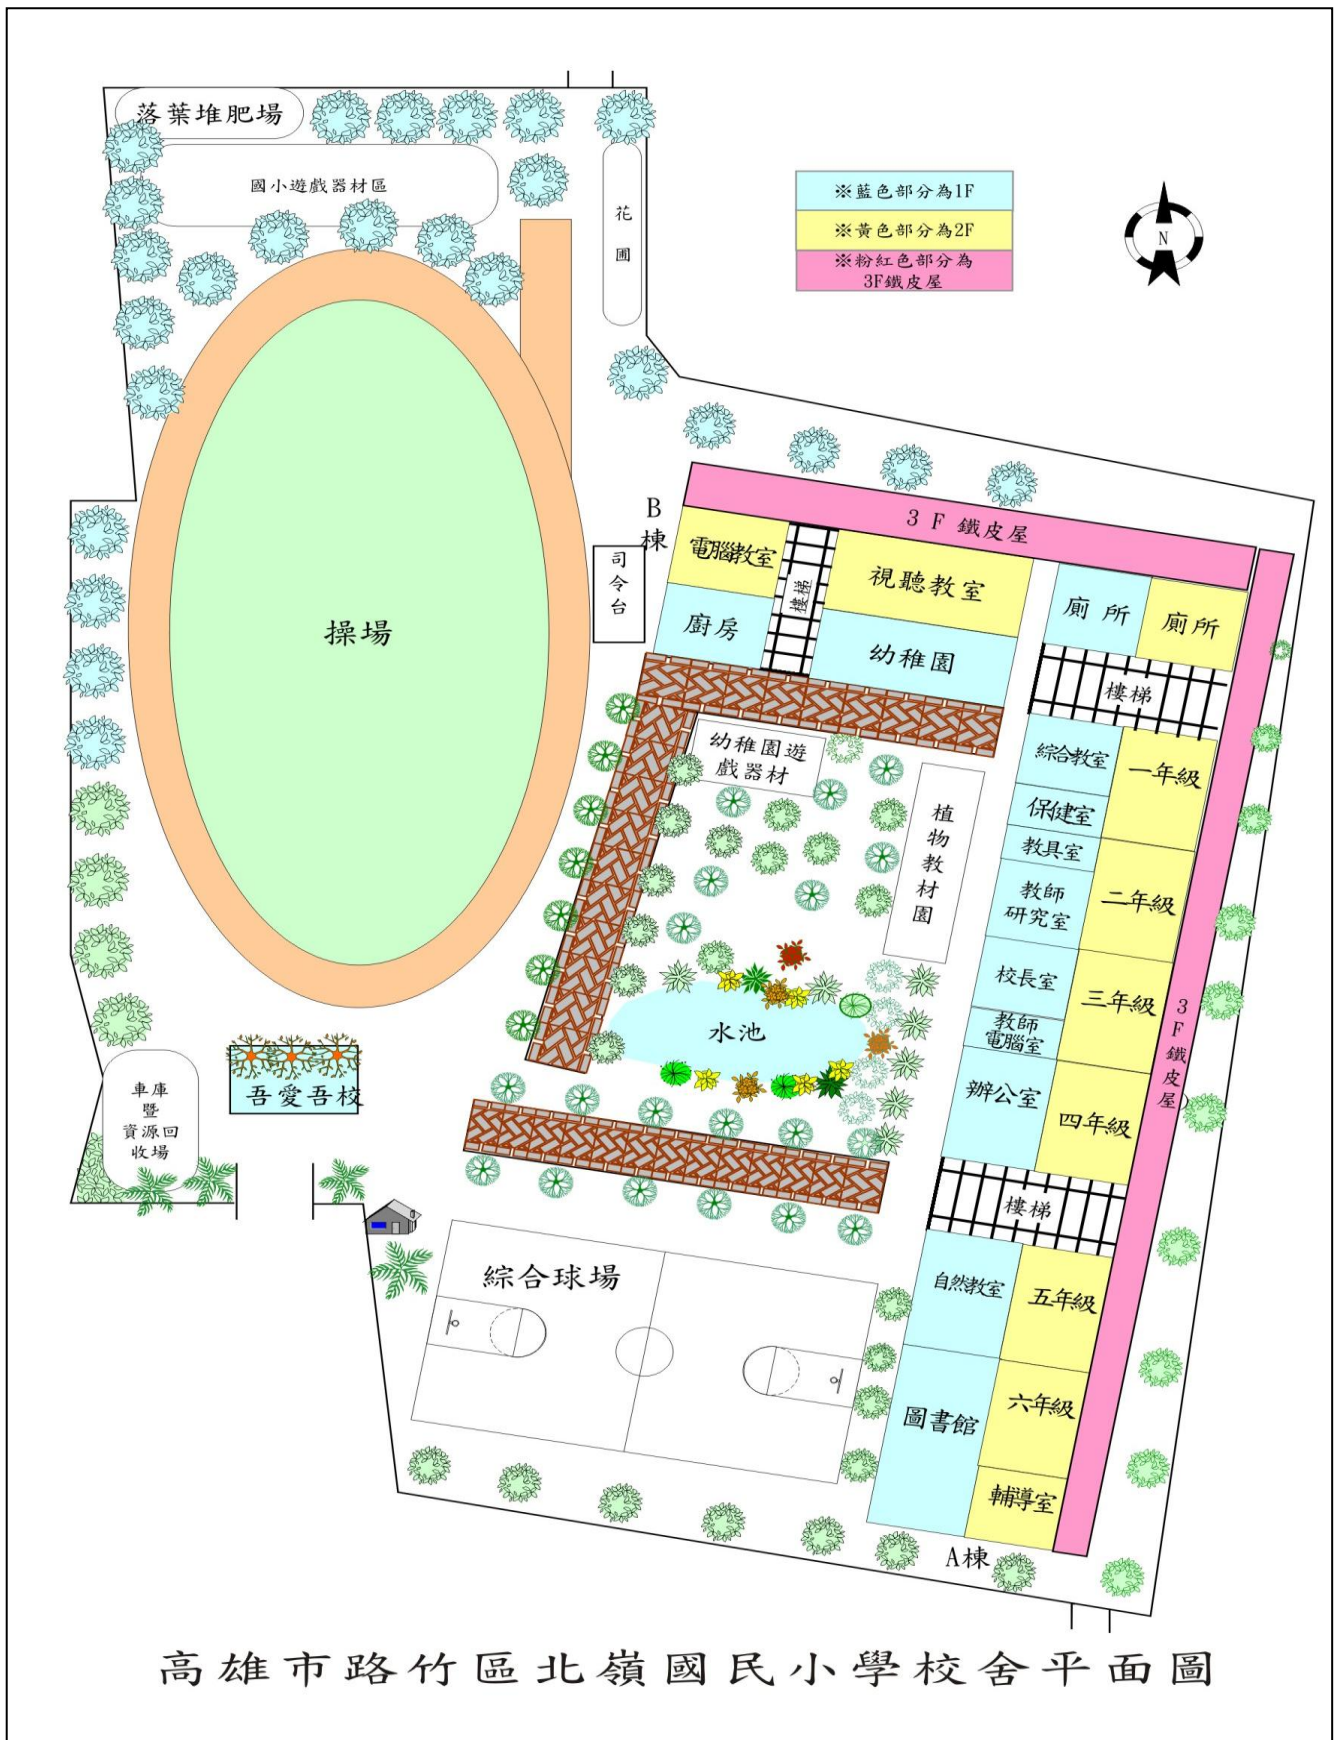 落葉堆肥場
國小遊戲器材區
花
圃
※藍色部分為1F
※黃色部分為2F
※粉紅色部分為
3F鐵皮屋
N
B
棟
3 F 鐵皮屋
司
令
台
電腦教室
樓梯
視聽教室
廚房
幼稚園
廁 所
廁所
樓梯
操場
幼稚園遊
戲器材
植
物
教
材
園
綜合教室
一年級
保健室
教具室
二年級
教師
研究室
校長室
三年級
教師
電腦室
辦公室
四年級
3
F
鐵
皮
屋
水池
車庫
暨
資源回
收場
吾愛吾校
樓梯
綜合球場
自然教室
五年級
圖書館
六年級
輔導室
A棟
高雄市路竹區北嶺國民小學校舍平面圖